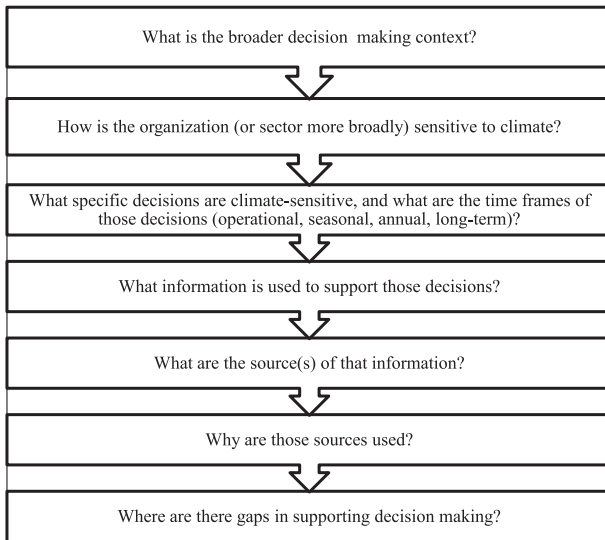 What is the broader decision making context?
How is the organization (or sector more broadly) sensitive to climate?
What specific decisions are climate-sensitive, and what are the time frames of
those decisions (operational, seasonal, annual, long-term)?
What information is used to support those decisions?
What are the source(s) of that information?
Why are those sources used?
Where are there gaps in supporting decision making?